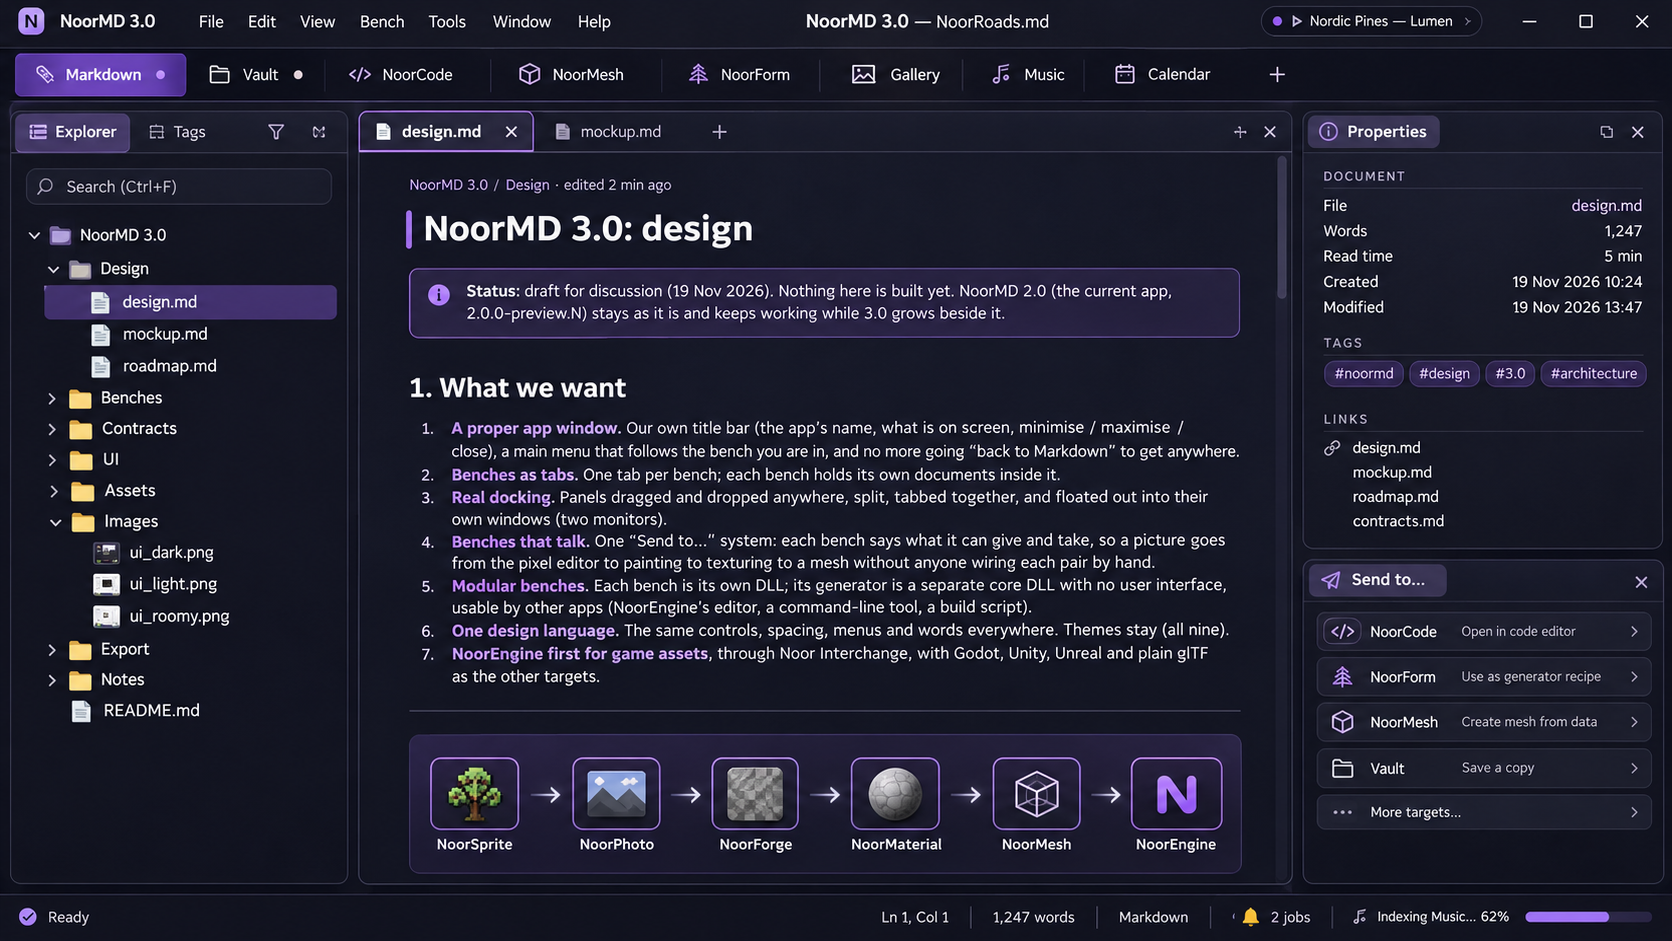 N NoorMD 3.0 File Edit View Bench Tools Window Help NoorMD 3.0 — NoorRoads.md Nordic Pines — Lumen
Markdown Vault NoorCode NoorMesh NoorForm Gallery Music Calendar
Explorer Tags
Search (Ctrl+F)
NoorMD 3.0
Design
design.md
mockup.md
roadmap.md
Benches
Contracts
UI
Assets
Images
ui_dark.png
ui_light.png
ui_roomy.png
Export
Notes
README.md
design.md mockup.md
NoorMD 3.0 / Design · edited 2 min ago
NoorMD 3.0: design
Status: draft for discussion (19 Nov 2026). Nothing here is built yet. NoorMD 2.0 (the current app,
2.0.0-preview.N) stays as it is and keeps working while 3.0 grows beside it.
1. What we want
1. A proper app window. Our own title bar (the app's name, what is on screen, minimise / maximise /
close), a main menu that follows the bench you are in, and no more going “back to Markdown” to get anywhere.
2. Benches as tabs. One tab per bench; each bench holds its own documents inside it.
3. Real docking. Panels dragged and dropped anywhere, split, tabbed together, and floated out into their
own windows (two monitors).
4. Benches that talk. One “Send to...” system: each bench says what it can give and take, so a picture goes
from the pixel editor to painting to texturing to a mesh without anyone wiring each pair by hand.
5. Modular benches. Each bench is its own DLL; its generator is a separate core DLL with no user interface,
usable by other apps (NoorEngine's editor, a command-line tool, a build script).
6. One design language. The same controls, spacing, menus and words everywhere. Themes stay (all nine).
7. NoorEngine first for game assets, through Noor Interchange, with Godot, Unity, Unreal and plain glTF
as the other targets.
N
NoorSprite NoorPhoto NoorForge NoorMaterial NoorMesh NoorEngine
Properties
DOCUMENT
File design.md
Words 1,247
Read time 5 min
Created 19 Nov 2026 10:24
Modified 19 Nov 2026 13:47
TAGS
#noormd #design #3.0 #architecture
LINKS
design.md
mockup.md
roadmap.md
contracts.md
Send to...
NoorCode Open in code editor
NoorForm Use as generator recipe
NoorMesh Create mesh from data
Vault Save a copy
More targets...
Ready Ln 1, Col 1 1,247 words Markdown 2 jobs Indexing Music... 62%